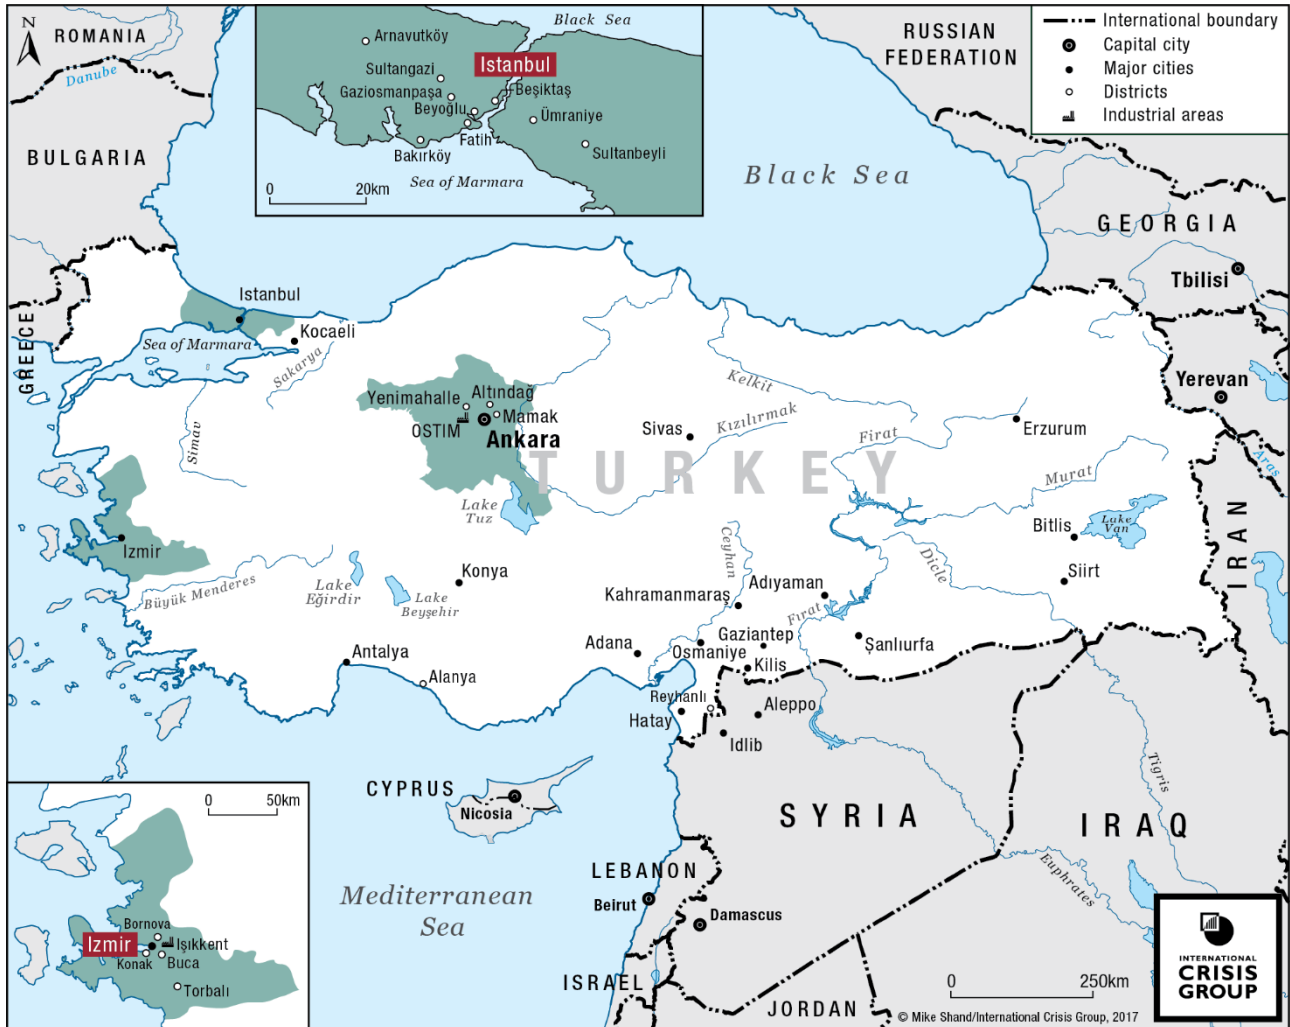 N
ROMANIA
Danube
BULGARIA
GREECE
Black Sea
Arnavutköy
Sultangazi
Istanbul
Gaziosmanpaşa
Beşiktaş
Beyoğlu
Ümraniye
Fatih
Bakırköy
Sultanbeyli
Sea of Marmara
0
20km
RUSSIAN
FEDERATION
International boundary
Capital city
Major cities
Districts
Industrial areas
Black Sea
GEORGIA
Tbilisi
Yerevan
Aras
IRAN
Istanbul
Kocaeli
Sea of Marmara
Sakarya
Simav
Yenimahalle
Altındağ
Mamak
OSTIM
Ankara
TURKEY
Kelkit
Kızılırmak
Sivas
Firat
Erzurum
Murat
Lake
Tuz
Bitlis
Lake
Van
Siirt
Izmir
Büyük Menderes
Lake
Eğirdir
Lake
Beyşehir
Konya
Ceyhan
Dicle
Kahramanmaraş
Adıyaman
Fırat
Adana
Gaziantep
Osmaniye
Şanlıurfa
Kilis
Antalya
Alanya
Reyhanlı
Hatay
Aleppo
Idlib
CYPRUS
Nicosia
SYRIA
IRAQ
Tigris
Euphrates
LEBANON
Beirut
Damascus
Mediterranean
Sea
ISRAEL
JORDAN
0
50km
Bornova
Izmir
Işıkkent
Konak
Buca
Torbalı
0
250km
© Mike Shand/International Crisis Group, 2017
INTERNATIONAL
CRISIS
GROUP